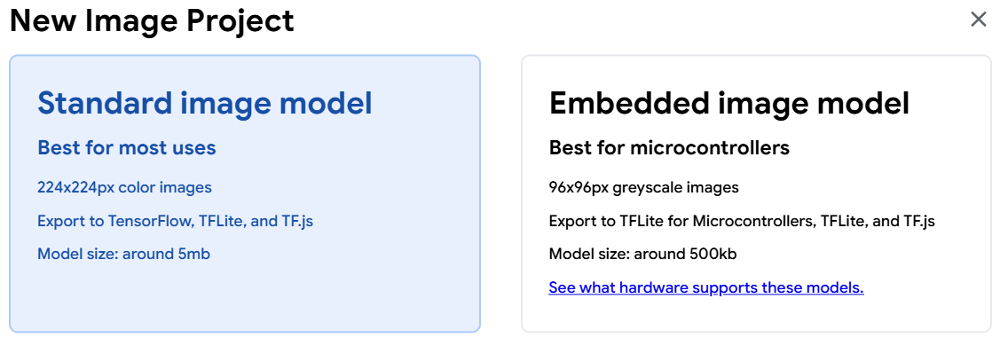 New Image Project
Standard image model
Best for most uses
224x224px color images
Export to TensorFlow, TFLite, and TF.js
Model size: around 5mb
Embedded image model
Best for microcontrollers
96x96px greyscale images
Export to TFLite for Microcontrollers, TFLite, and TF.js
Model size: around 500kb
See what hardware supports these models.